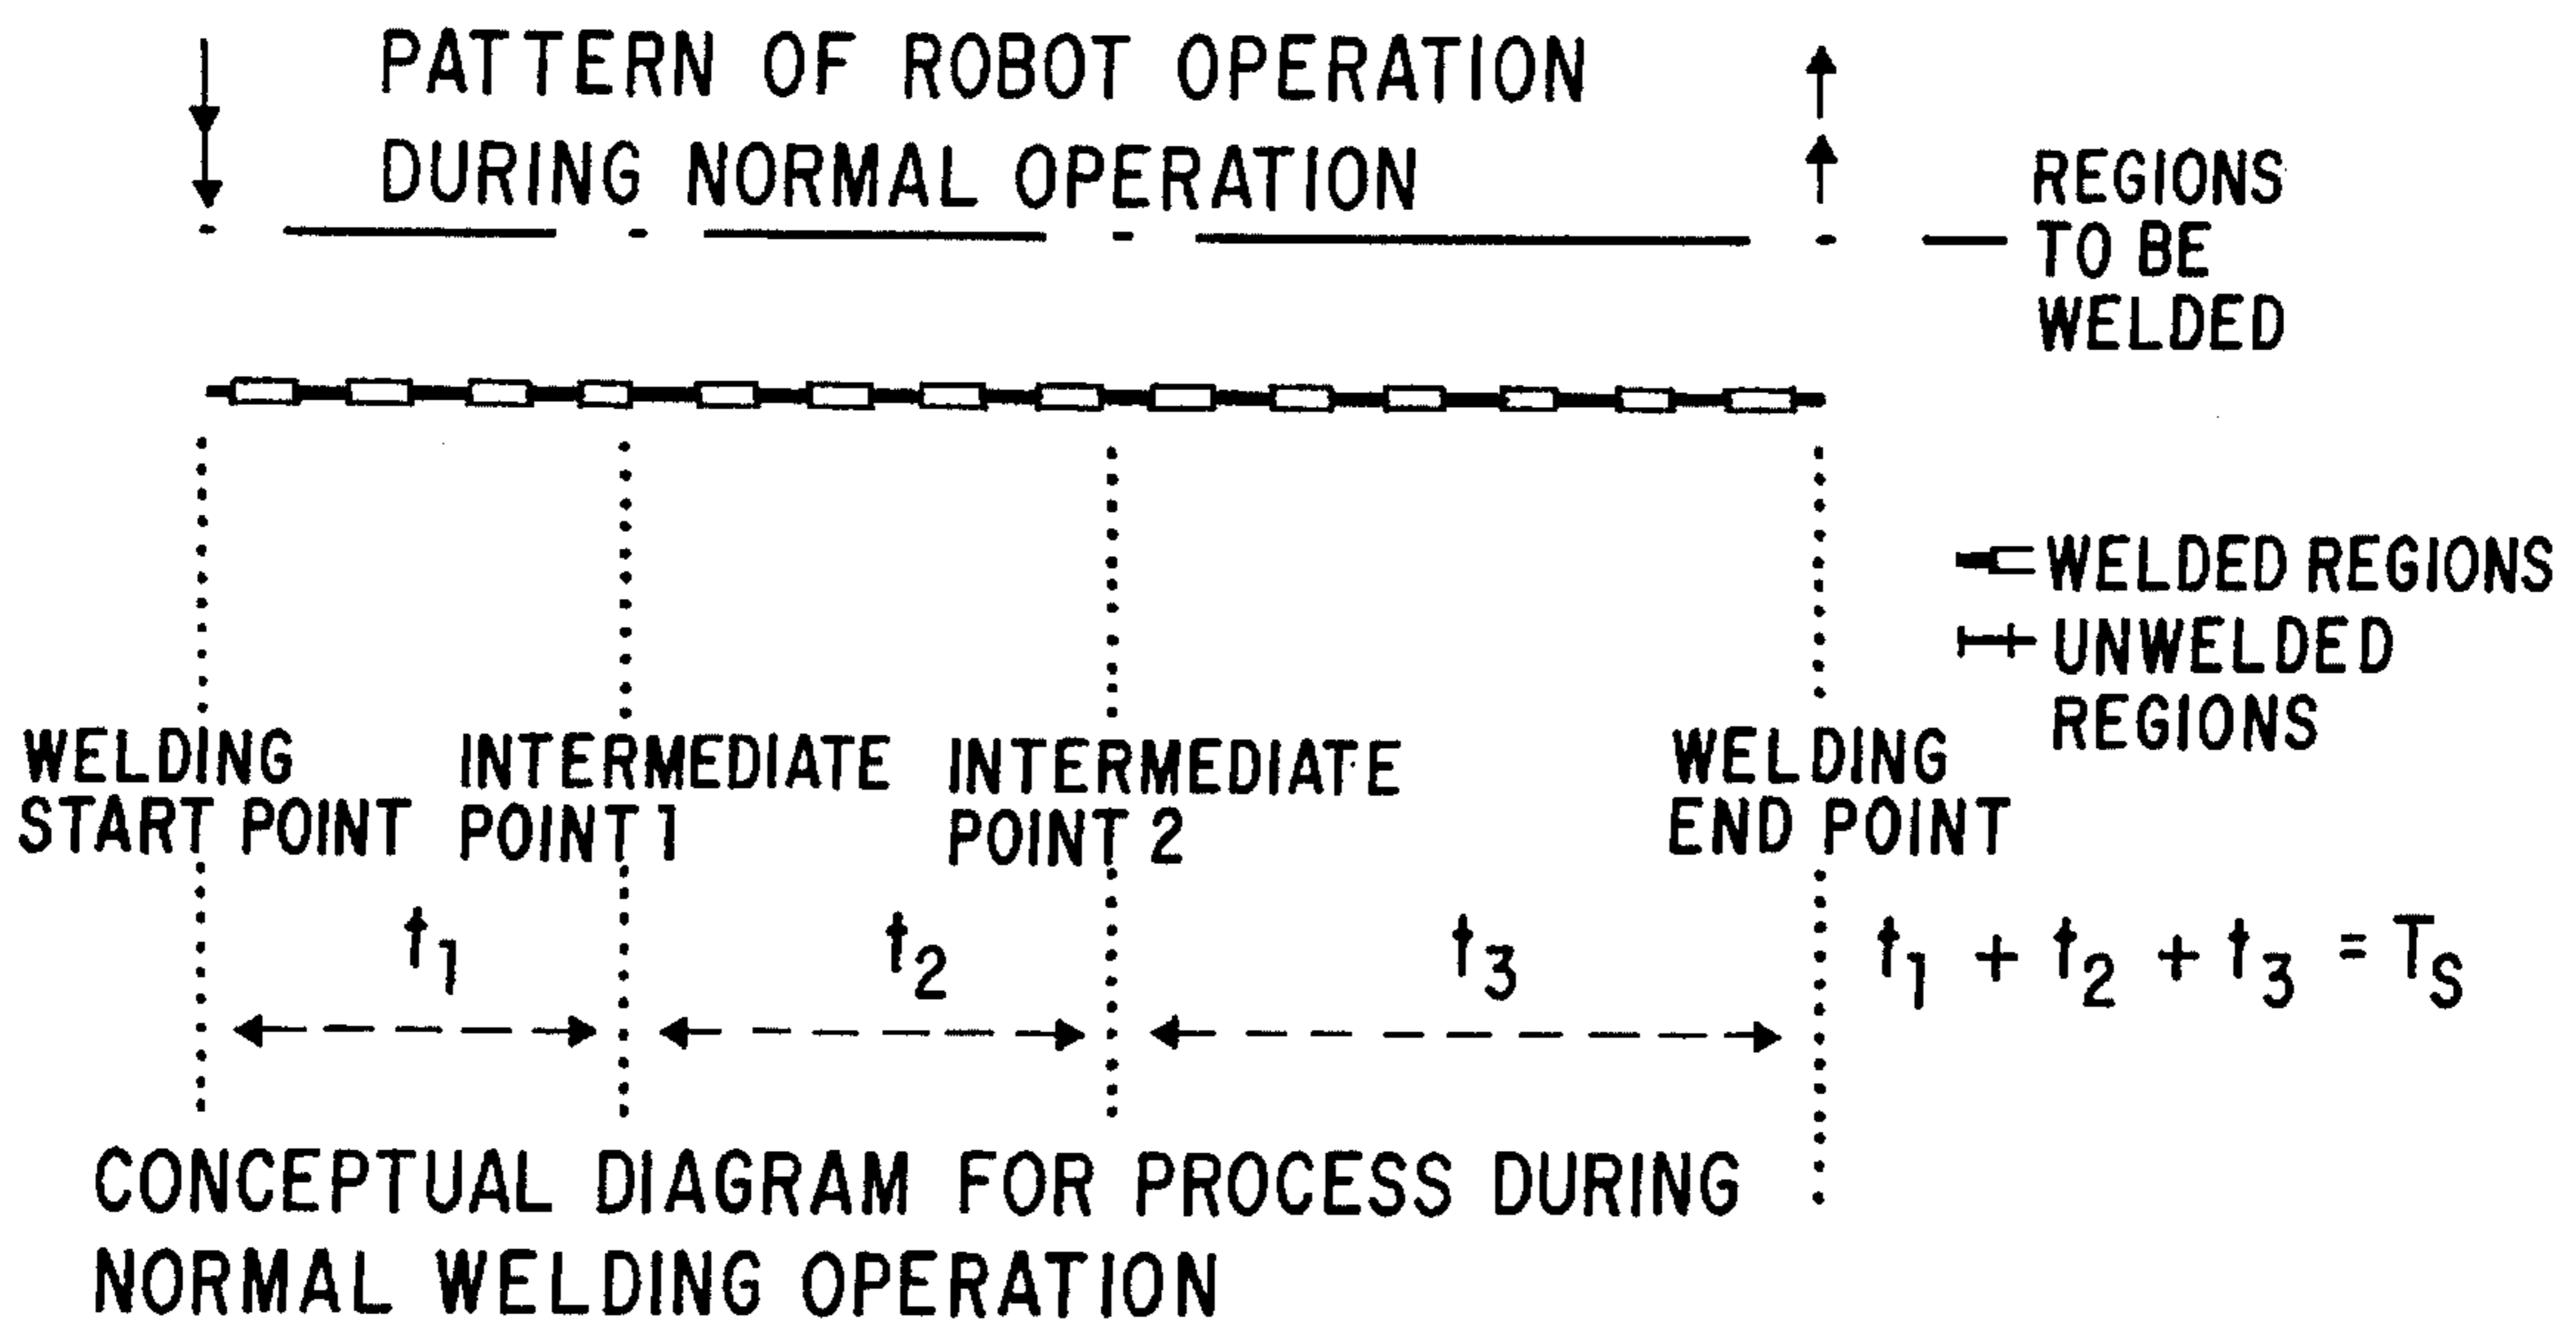 PATTERN OF ROBOT OPERATION
DURING NORMAL OPERATION
REGIONS
TO BE
WELDED
WELDED REGIONS
UNWELDED
REGIONS
WELDING
START POINT
INTERMEDIATE
POINT 1
INTERMEDIATE
POINT 2
WELDING
END POINT
t1
t2
t3
t1 + t2 + t3 = TS
CONCEPTUAL DIAGRAM FOR PROCESS DURING
NORMAL WELDING OPERATION